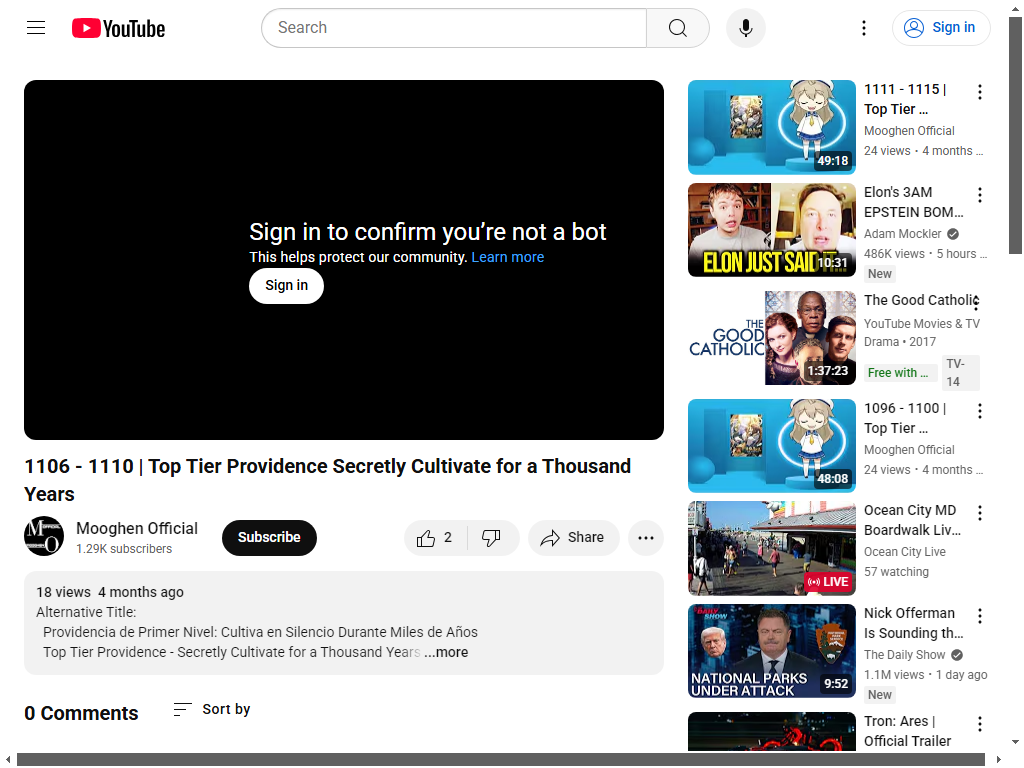 YouTube
Search
Sign in
Sign in to confirm you’re not a bot
This helps protect our community. Learn more
Sign in
1106 - 1110 | Top Tier Providence Secretly Cultivate for a Thousand
Years
Mooghen Official
1.29K subscribers
Subscribe
2
Share
18 views 4 months ago
Alternative Title:
Providencia de Primer Nivel: Cultiva en Silencio Durante Miles de Años
Top Tier Providence - Secretly Cultivate for a Thousand Years ...more
0 Comments
Sort by
49:18
1111 - 1115 |
Top Tier ...
Mooghen Official
24 views • 4 months ...
ELON JUST SAID IT...
10:31
Elon's 3AM
EPSTEIN BOM...
Adam Mockler
486K views • 5 hours ...
New
THE
GOOD
CATHOLIC
1:37:23
The Good Catholic
YouTube Movies & TV
Drama • 2017
Free with ...
TV-
14
48:08
1096 - 1100 |
Top Tier ...
Mooghen Official
24 views • 4 months ...
LIVE
Ocean City MD
Boardwalk Liv...
Ocean City Live
57 watching
DAILY
SHOW
NATIONAL PARKS
UNDER ATTACK
9:52
Nick Offerman
Is Sounding th...
The Daily Show
1.1M views • 1 day ago
New
Tron: Ares |
Official Trailer